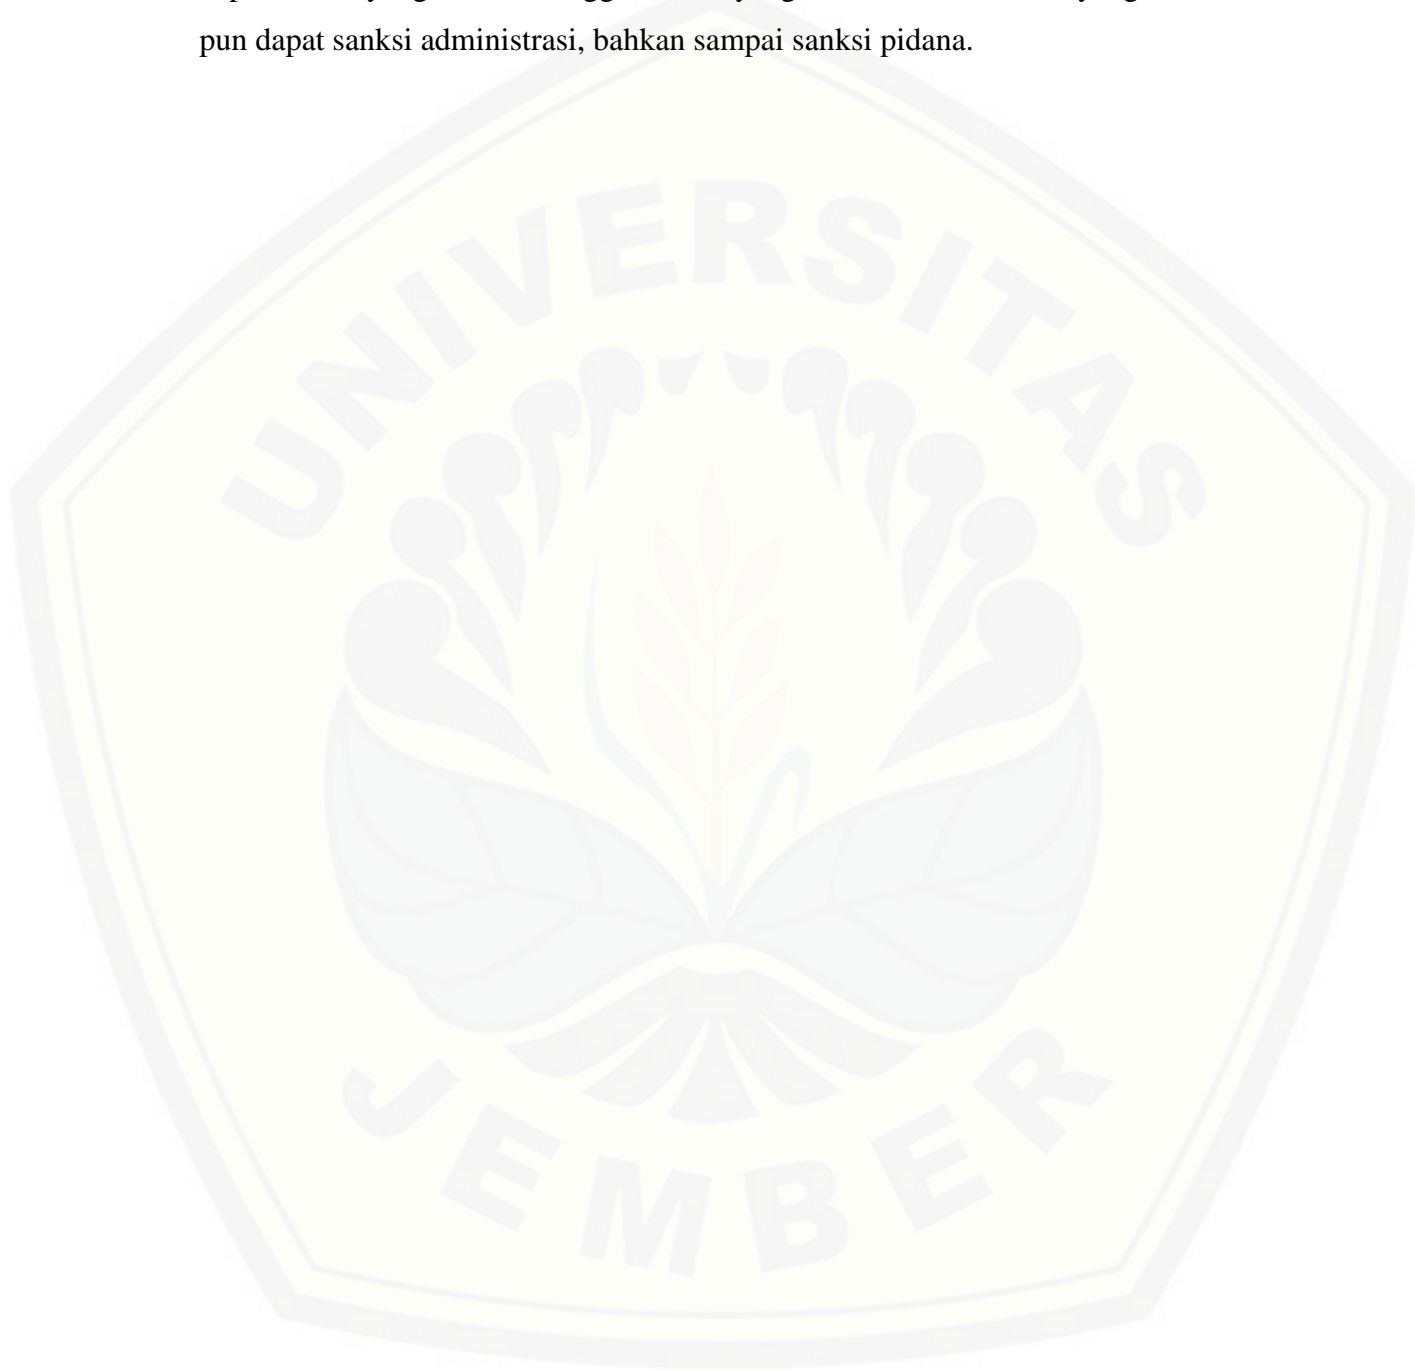 pun dapat sanksi administrasi, bahkan sampai sanksi pidana.
UNIVERSITAS
JEMBER